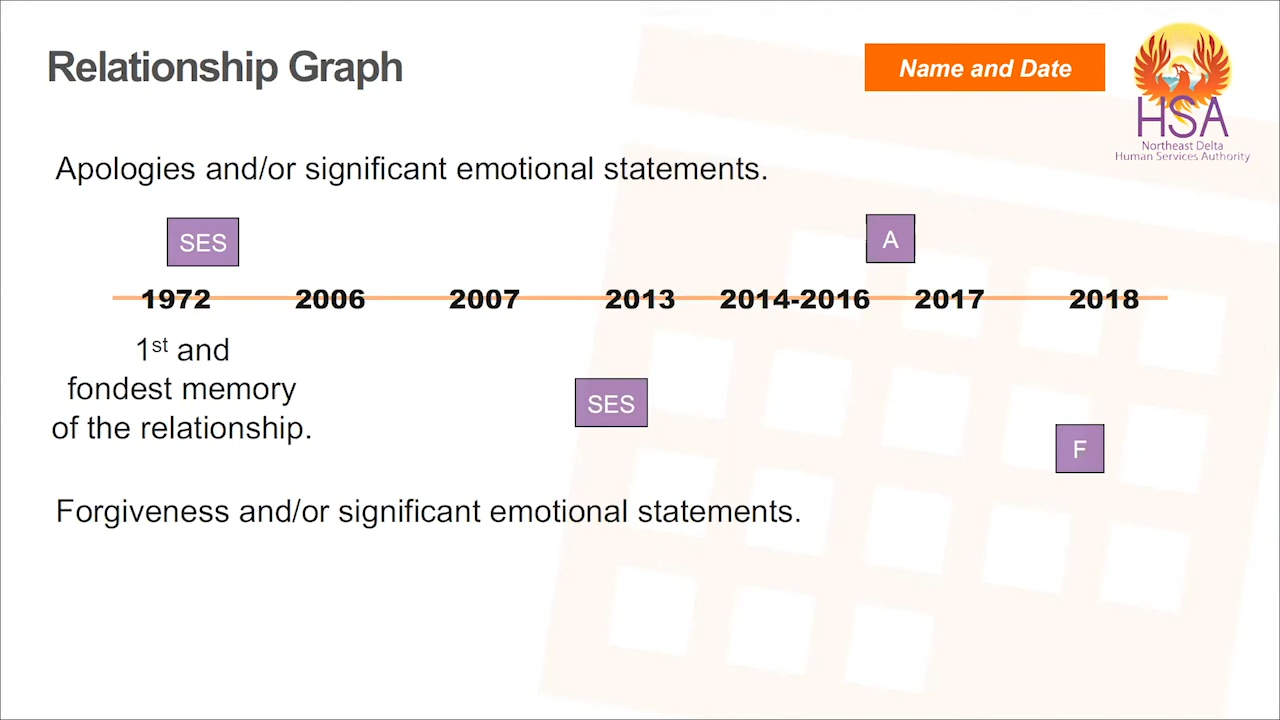 Relationship Graph
Name and Date
HSA
Northeast Delta
Human Services Authority
Apologies and/or significant emotional statements.
SES
A
1972 2006 2007 2013 2014-2016 2017 2018
1st and
fondest memory
of the relationship.
SES
F
Forgiveness and/or significant emotional statements.